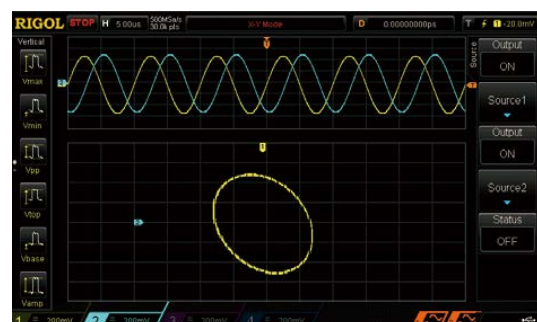 RIGOL STOP H 5.00us 500MSa/s 30.0k pts X-Y Mode D 0.00000000ps T 1 -20.0mV
Vertical
Vmax
Vmin
Vpp
Vtop
Vbase
Vamp
Source
Output
ON
Source1
Output
ON
Source2
Status
OFF
1 = 200mV 2 = 200mV 3 = 200mV 4 = 200mV